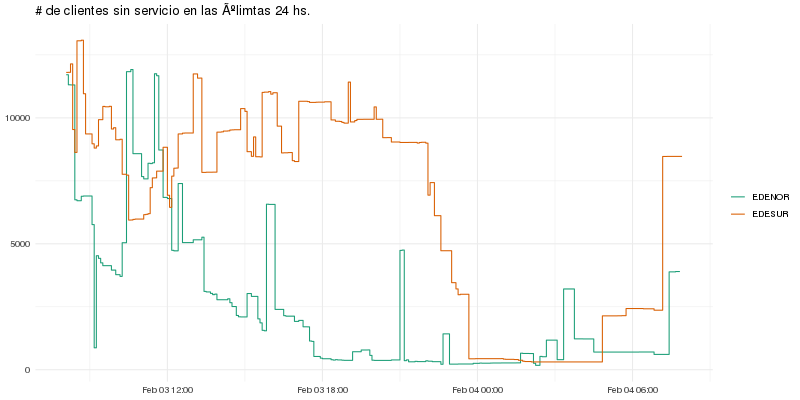 # de clientes sin servicio en las Ãºlimtas 24 hs.
10000
5000
0
Feb 03 12:00
Feb 03 18:00
Feb 04 00:00
Feb 04 06:00
EDENOR
EDESUR